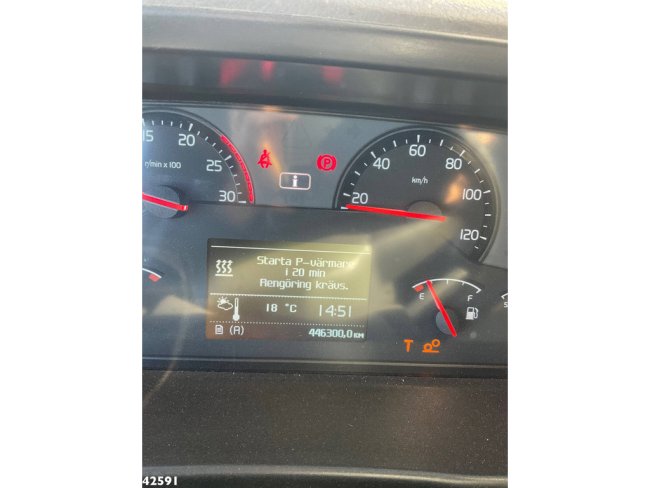 15
20
25
30
r/min x 100
P
i
20
40
60
80
100
120
km/h
Starta P-värmare
i 20 min
Rengöring krävs.
18 °C 14:51
(A) 446300,0 KM
E F
T
42591